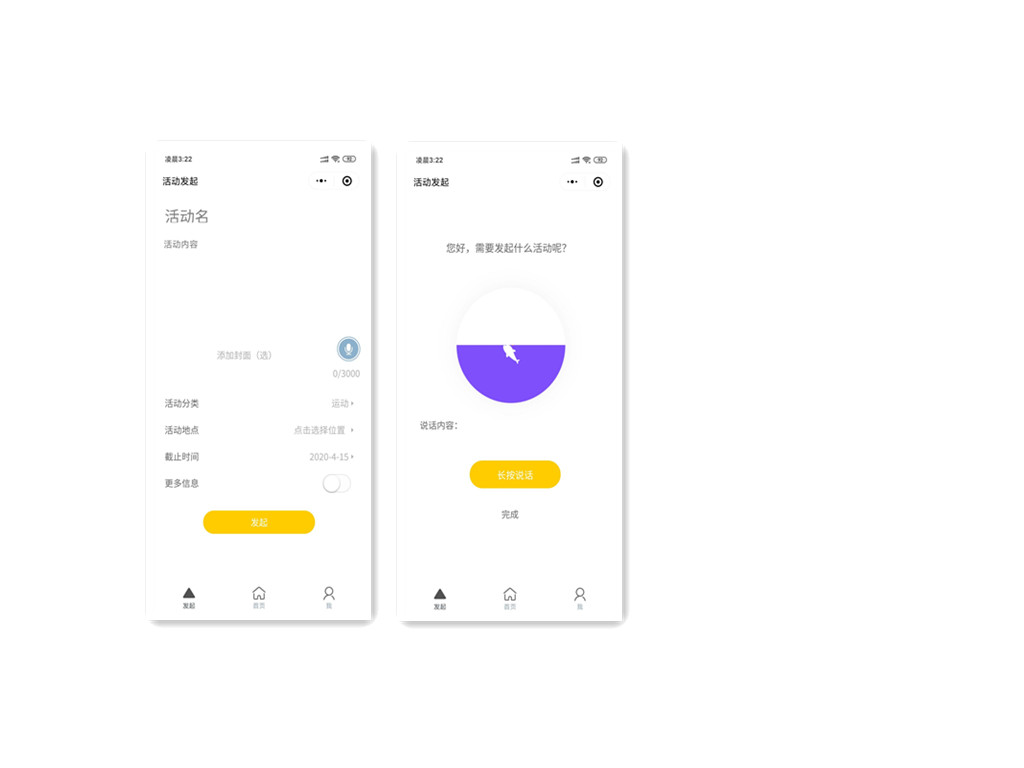 凌晨3:22
活动发起
活动名
活动内容
添加封面（选）
0/3000
活动分类 运动
活动地点 点击选择位置
截止时间 2020-4-15
更多信息
发起
发起 首页 我
凌晨3:22
活动发起
您好，需要发起什么活动呢？
说话内容：
长按说话
完成
发起 首页 我